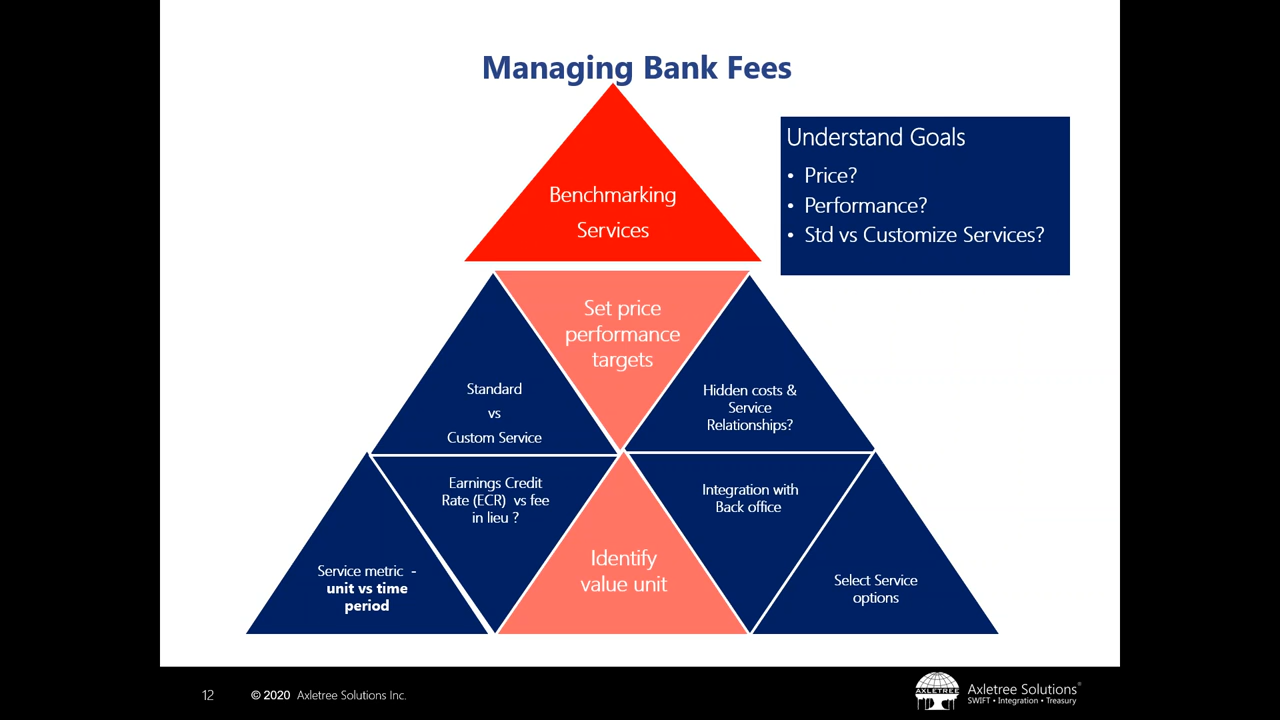 Managing Bank Fees
Benchmarking
Services
Understand Goals
• Price?
• Performance?
• Std vs Customize Services?
Set price
performance
targets
Standard
vs
Custom Service
Hidden costs &
Service
Relationships?
Service metric -
unit vs time
period
Earnings Credit
Rate (ECR) vs fee
in lieu ?
Identify
value unit
Integration with
Back office
Select Service
options
12
© 2020 Axletree Solutions Inc.
AXLETREE
Axletree Solutions®
SWIFT • Integration • Treasury